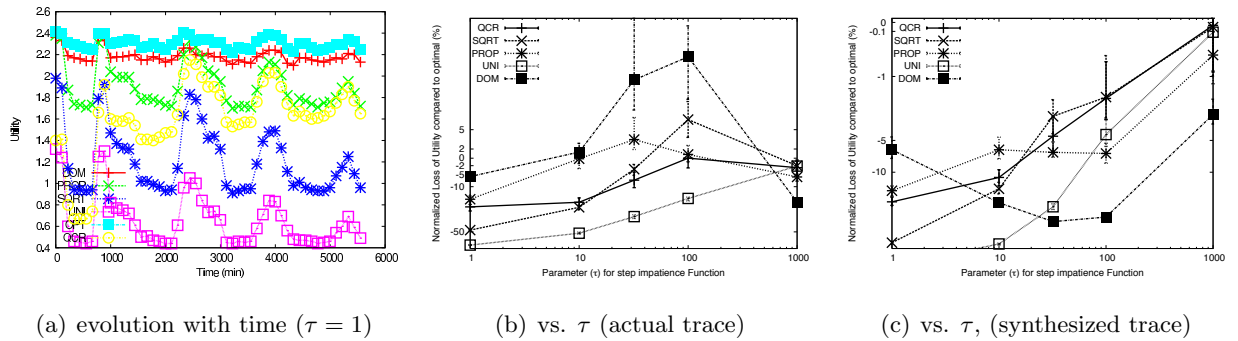 2.6
2.4
2.2
2
1.8
1.6
1.4
1.2
1
0.8
0.6
0.4
Utility
DOM
PROP
SQRT
UNI
OPT
QCR
0 1000 2000 3000 4000 5000 6000
Time (min)
(a) evolution with time (τ = 1)
Normalized Loss of Utility compared to optimal (%)
QCR
SQRT
PROP
UNI
DOM
5
2
1
0
-1
-2
-5
-10
-50
1 10 100 1000
Parameter (τ) for step impatience Function
(b) vs. τ (actual trace)
Normalized Loss of Utility compared to optimal (%)
QCR
SQRT
PROP
UNI
DOM
0
-0.1
-1
-5
-10
1 10 100 1000
Parameter (τ) for step impatience Function
(c) vs. τ, (synthesized trace)